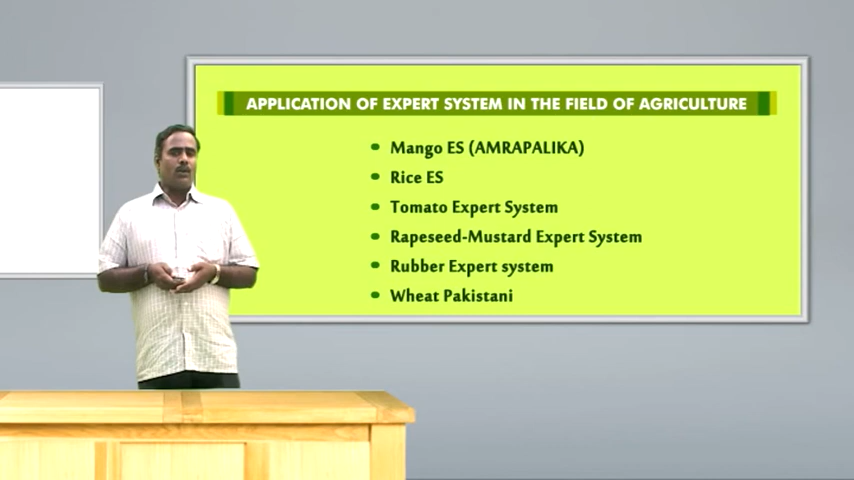 APPLICATION OF EXPERT SYSTEM IN THE FIELD OF AGRICULTURE
Mango ES (AMRAPALIKA)
Rice ES
Tomato Expert System
Rapeseed-Mustard Expert System
Rubber Expert system
Wheat Pakistani